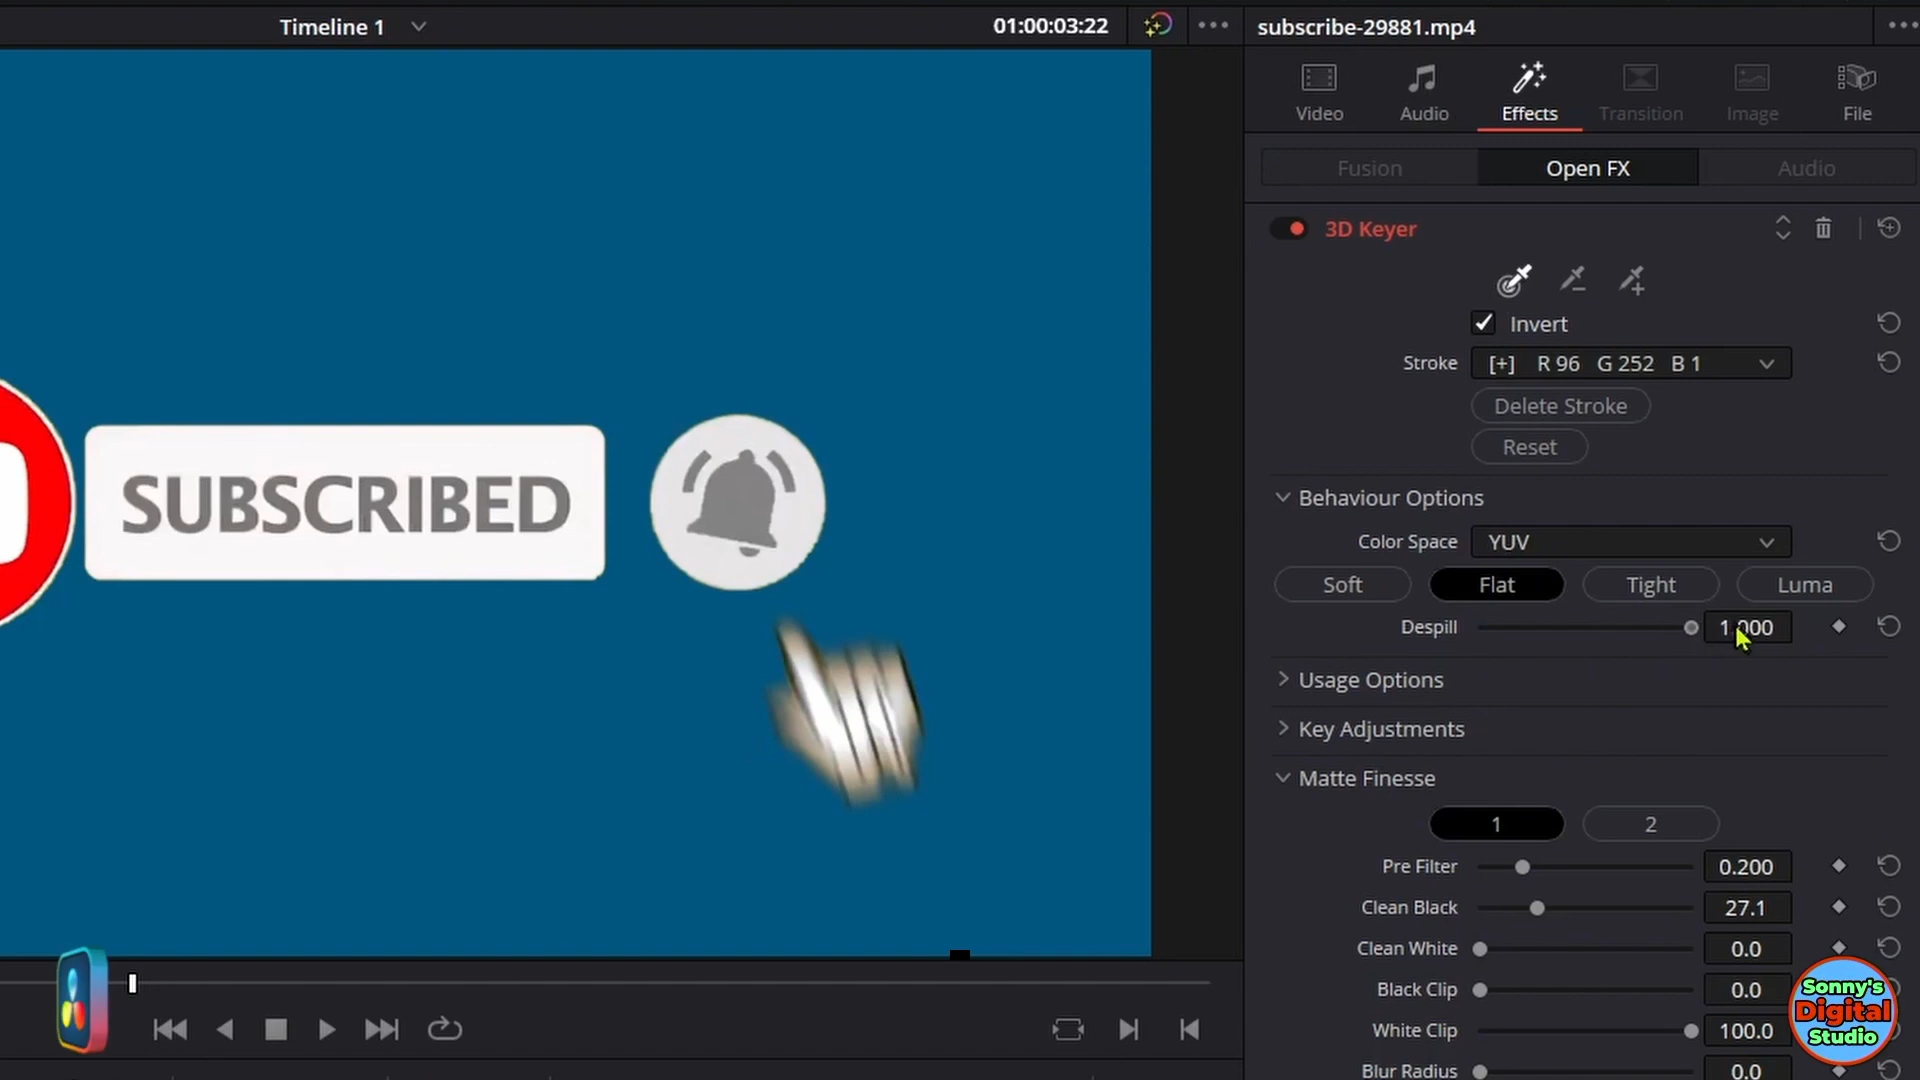 Timeline 1
01:00:03:22
subscribe-29881.mp4
Video
Audio
Effects
Transition
Image
File
Fusion
Open FX
Audio
3D Keyer
Invert
Stroke
[+] R 96 G 252 B 1
Delete Stroke
Reset
Behaviour Options
Color Space
YUV
Soft
Flat
Tight
Luma
Despill
1.000
Usage Options
Key Adjustments
Matte Finesse
1
2
Pre Filter
0.200
Clean Black
27.1
Clean White
0.0
Black Clip
0.0
White Clip
100.0
Blur Radius
0.0
SUBSCRIBED
Sonny's
Digital
Studio